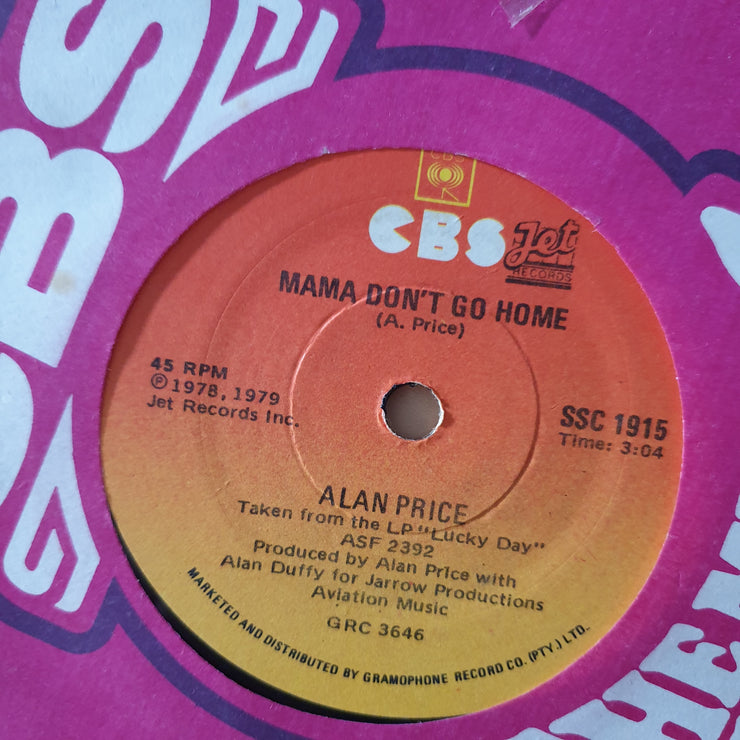 CBS
CBS
Jet
RECORDS
MAMA DON'T GO HOME
(A. Price)
45 RPM
℗ 1978, 1979
Jet Records Inc.
SSC 1915
Time: 3:04
ALAN PRICE
Taken from the LP "Lucky Day"
ASF 2392
Produced by Alan Price with
Alan Duffy for Jarrow Productions
Aviation Music
GRC 3646
MARKETED AND DISTRIBUTED BY GRAMOPHONE RECORD CO. (PTY.) LTD.